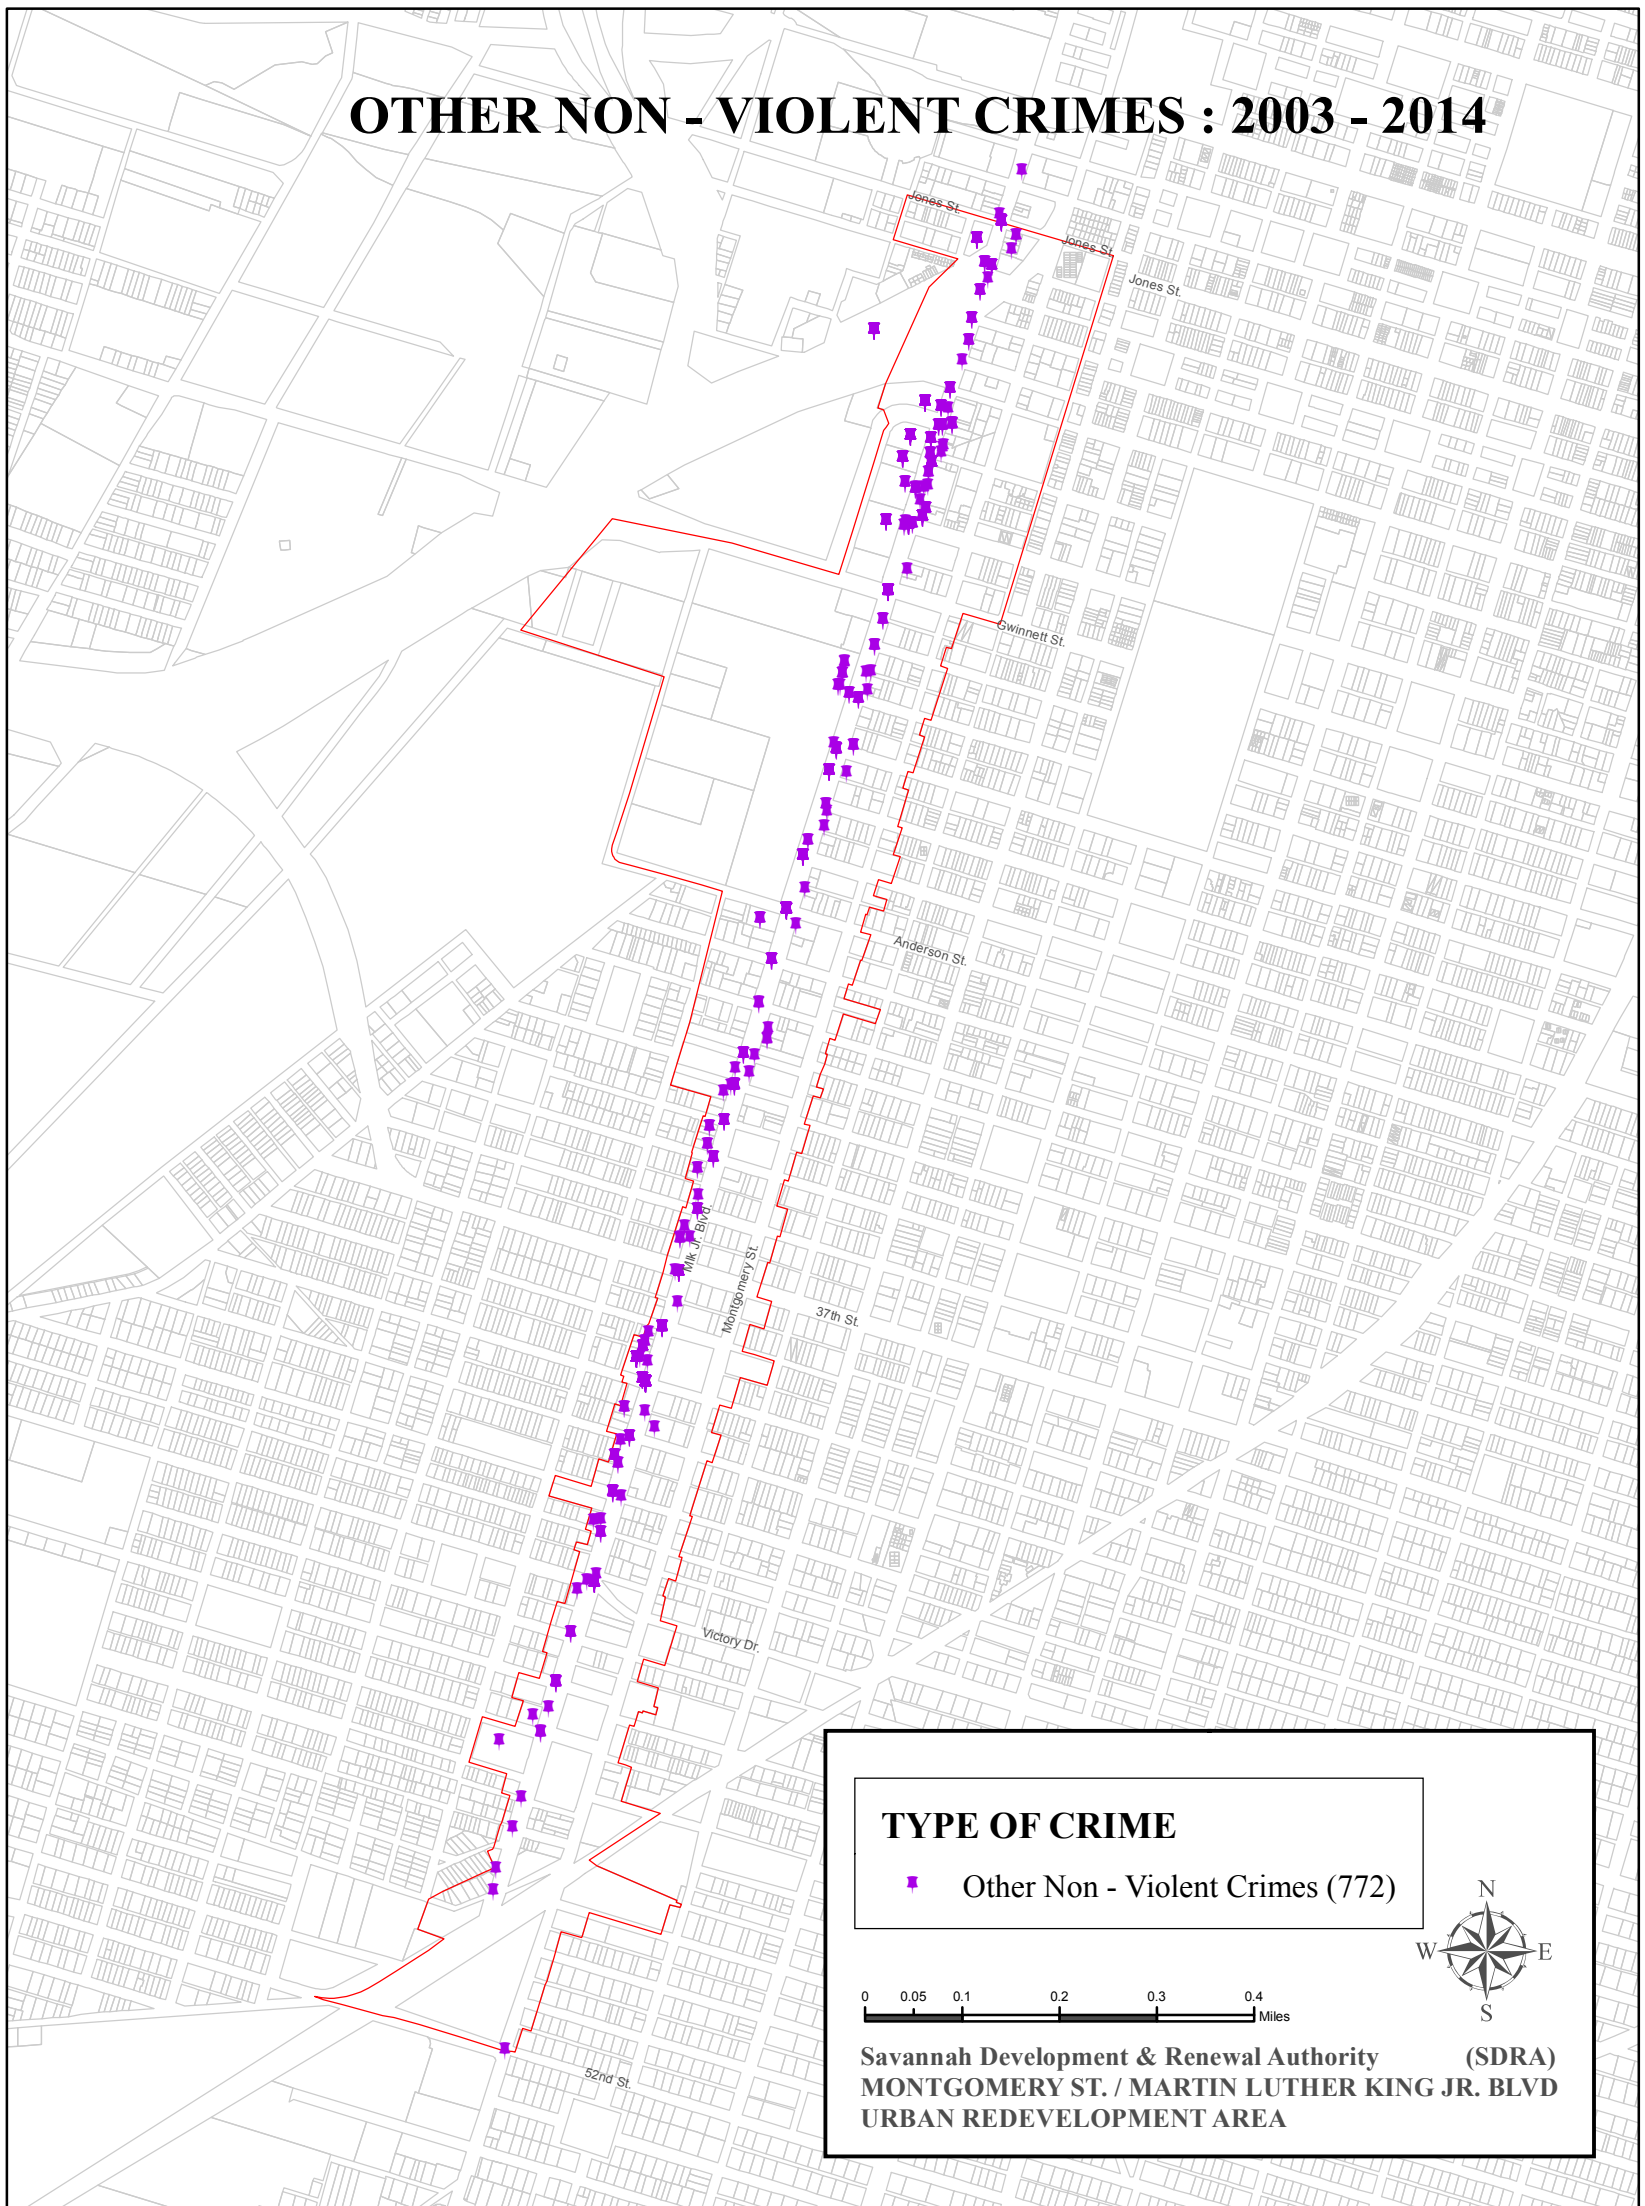 OTHER NON - VIOLENT CRIMES : 2003 - 2014
Jones St.
Jones St.
Jones St.
Gwinnett St.
Anderson St.
Mlk Jr. Blvd.
Montgomery St.
37th St.
Victory Dr.
52nd St.
TYPE OF CRIME
Other Non - Violent Crimes (772)
N
W E
S
0 0.05 0.1 0.2 0.3 0.4
Miles
Savannah Development & Renewal Authority (SDRA)
MONTGOMERY ST. / MARTIN LUTHER KING JR. BLVD
URBAN REDEVELOPMENT AREA